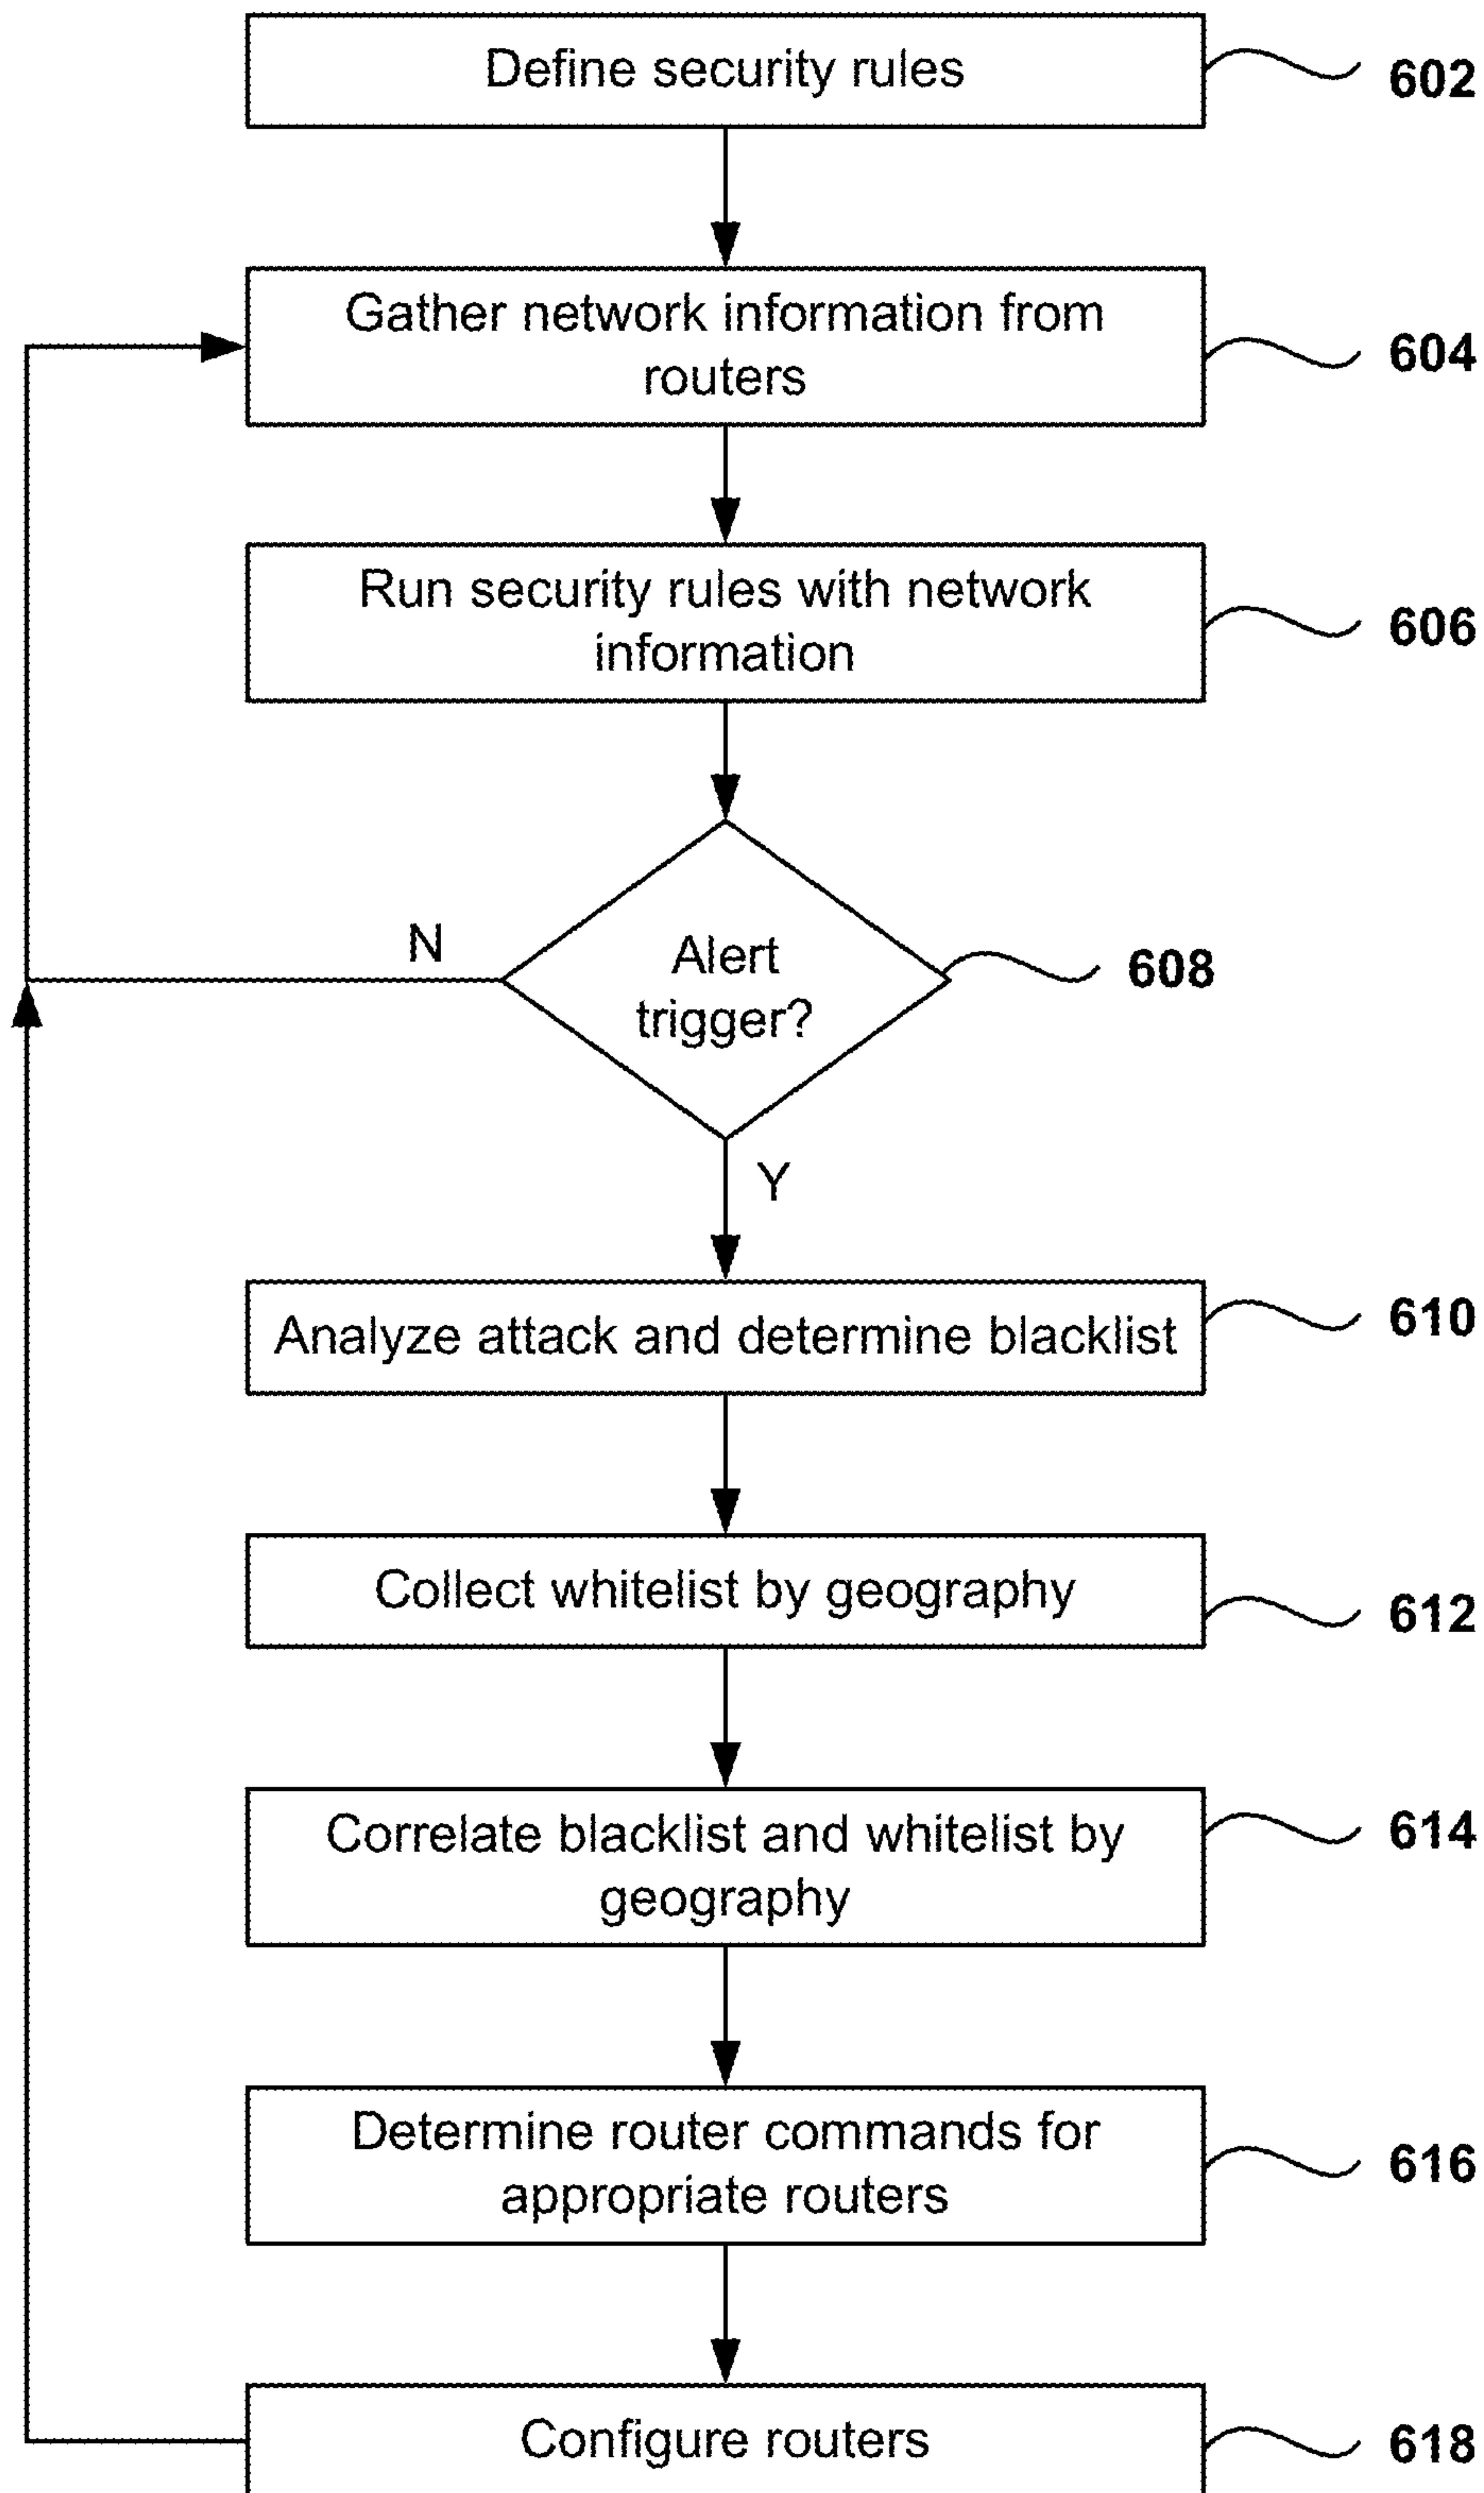 Define security rules
602
Gather network information from
routers
604
Run security rules with network
information
606
N
Alert
trigger?
608
Y
Analyze attack and determine blacklist
610
Collect whitelist by geography
612
Correlate blacklist and whitelist by
geography
614
Determine router commands for
appropriate routers
616
Configure routers
618